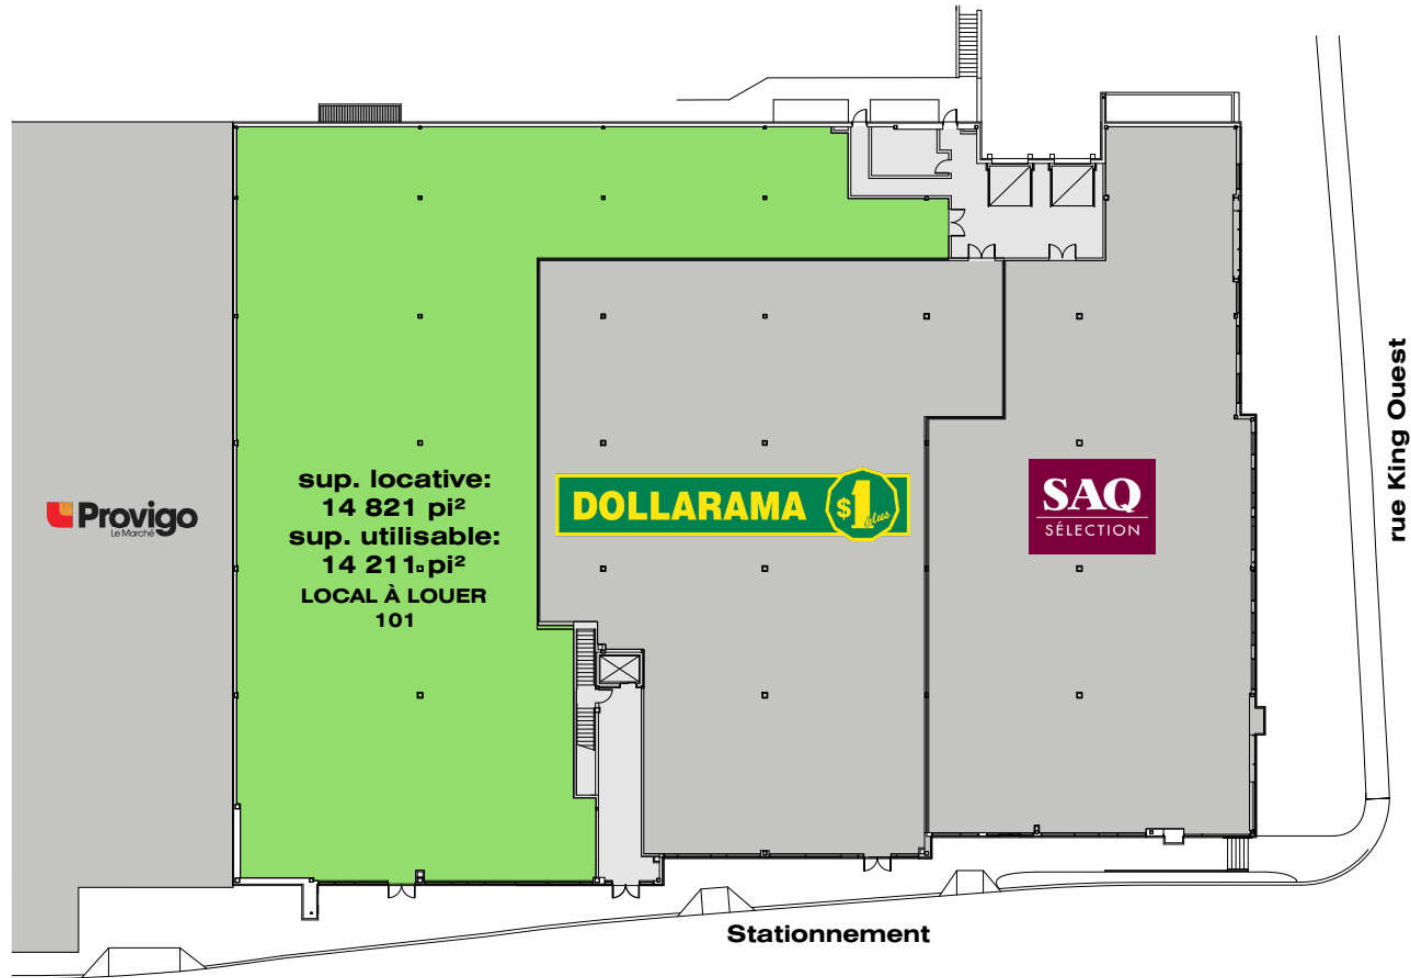 Provigo
Le Marché
sup. locative:
14 821 pi²
sup. utilisable:
14 211 pi²
LOCAL À LOUER
101
DOLLARAMA $1 plus
SAQ
SÉLECTION
rue King Ouest
Stationnement